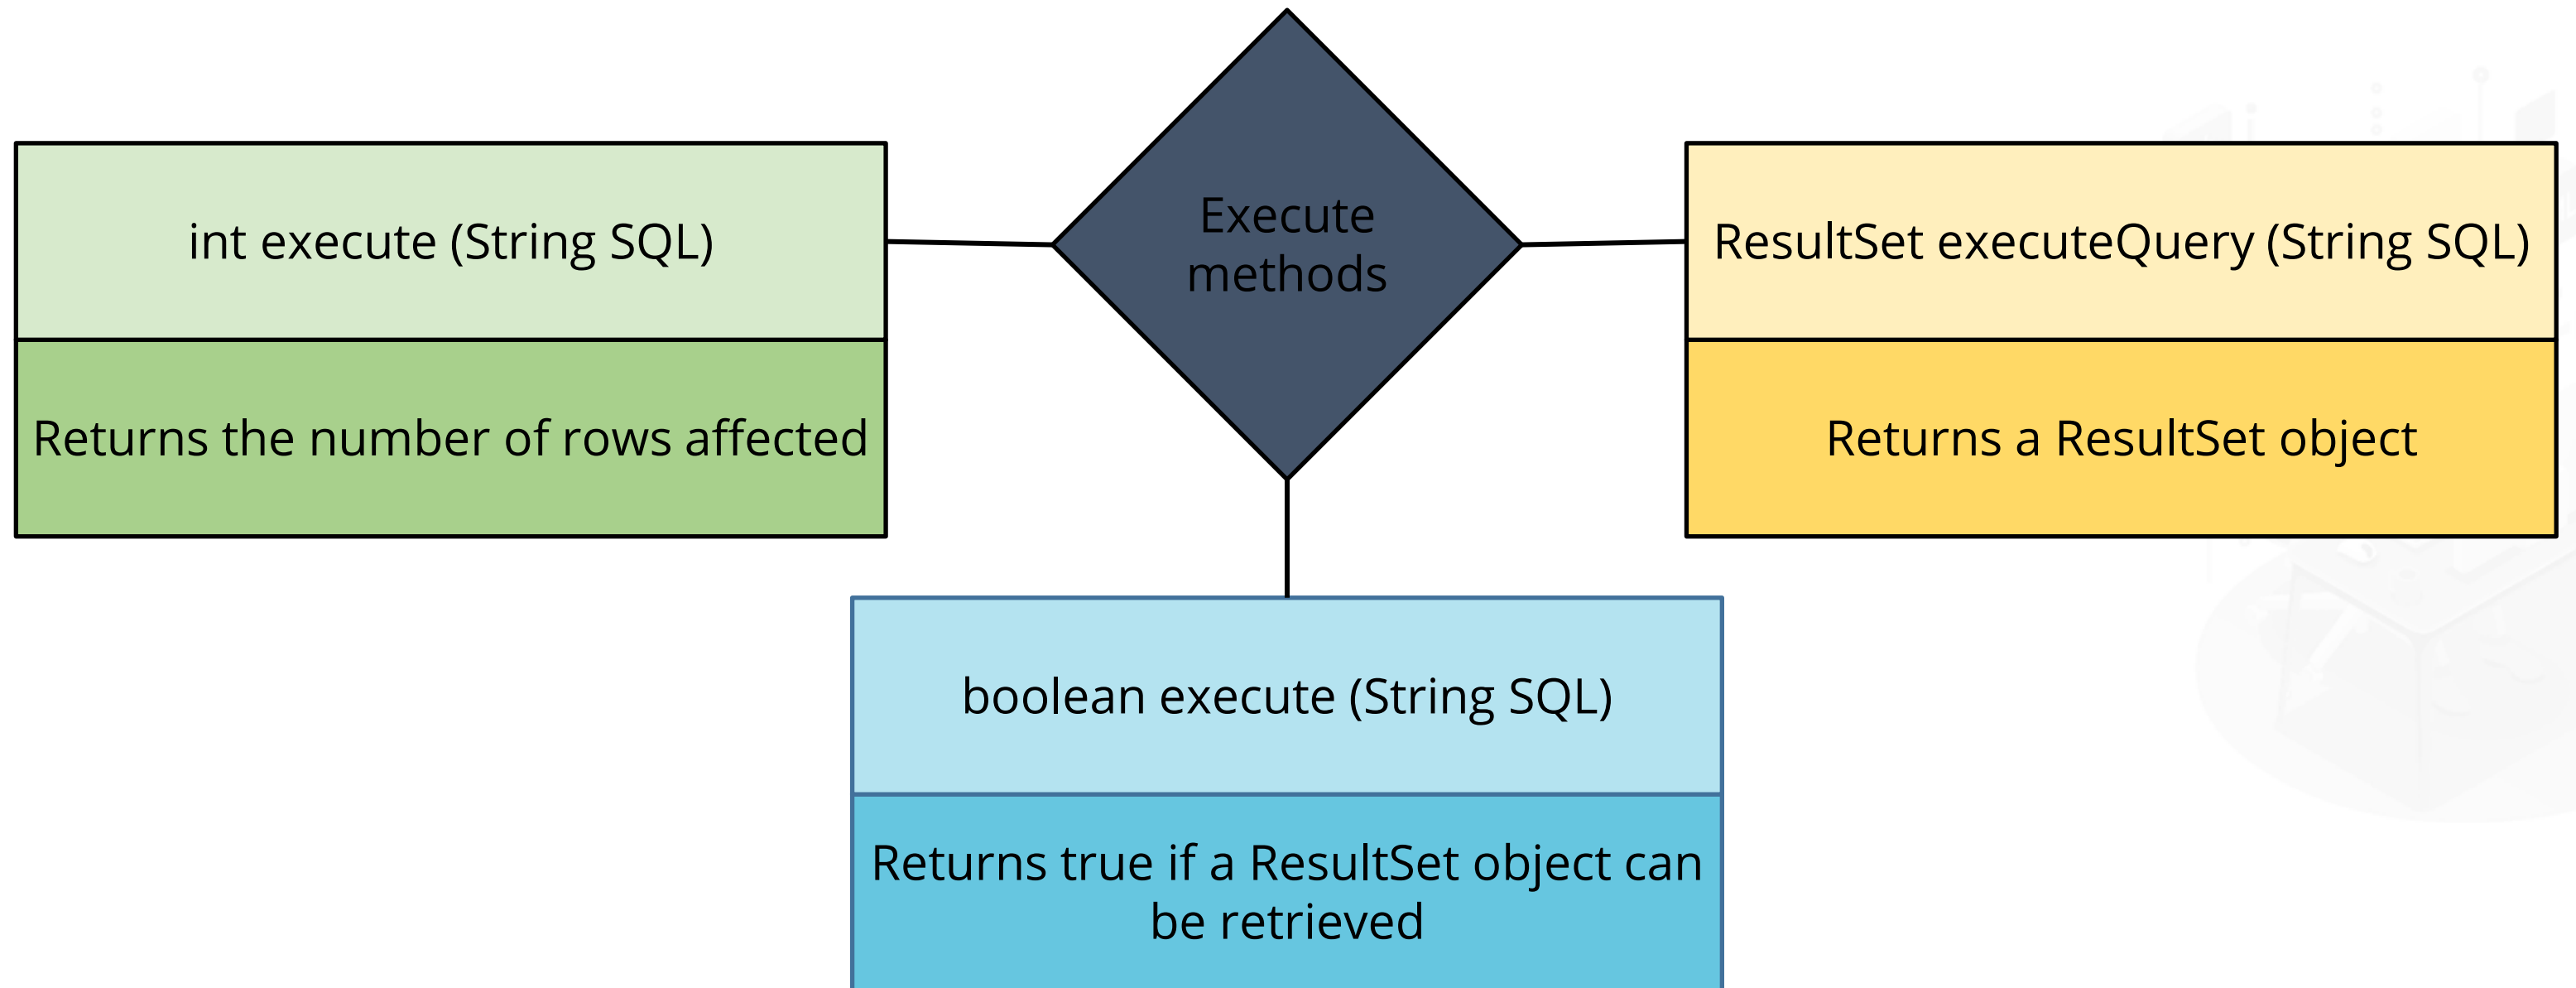 Execute
methods
int execute (String SQL)
Returns the number of rows affected
ResultSet executeQuery (String SQL)
Returns a ResultSet object
boolean execute (String SQL)
Returns true if a ResultSet object can
be retrieved